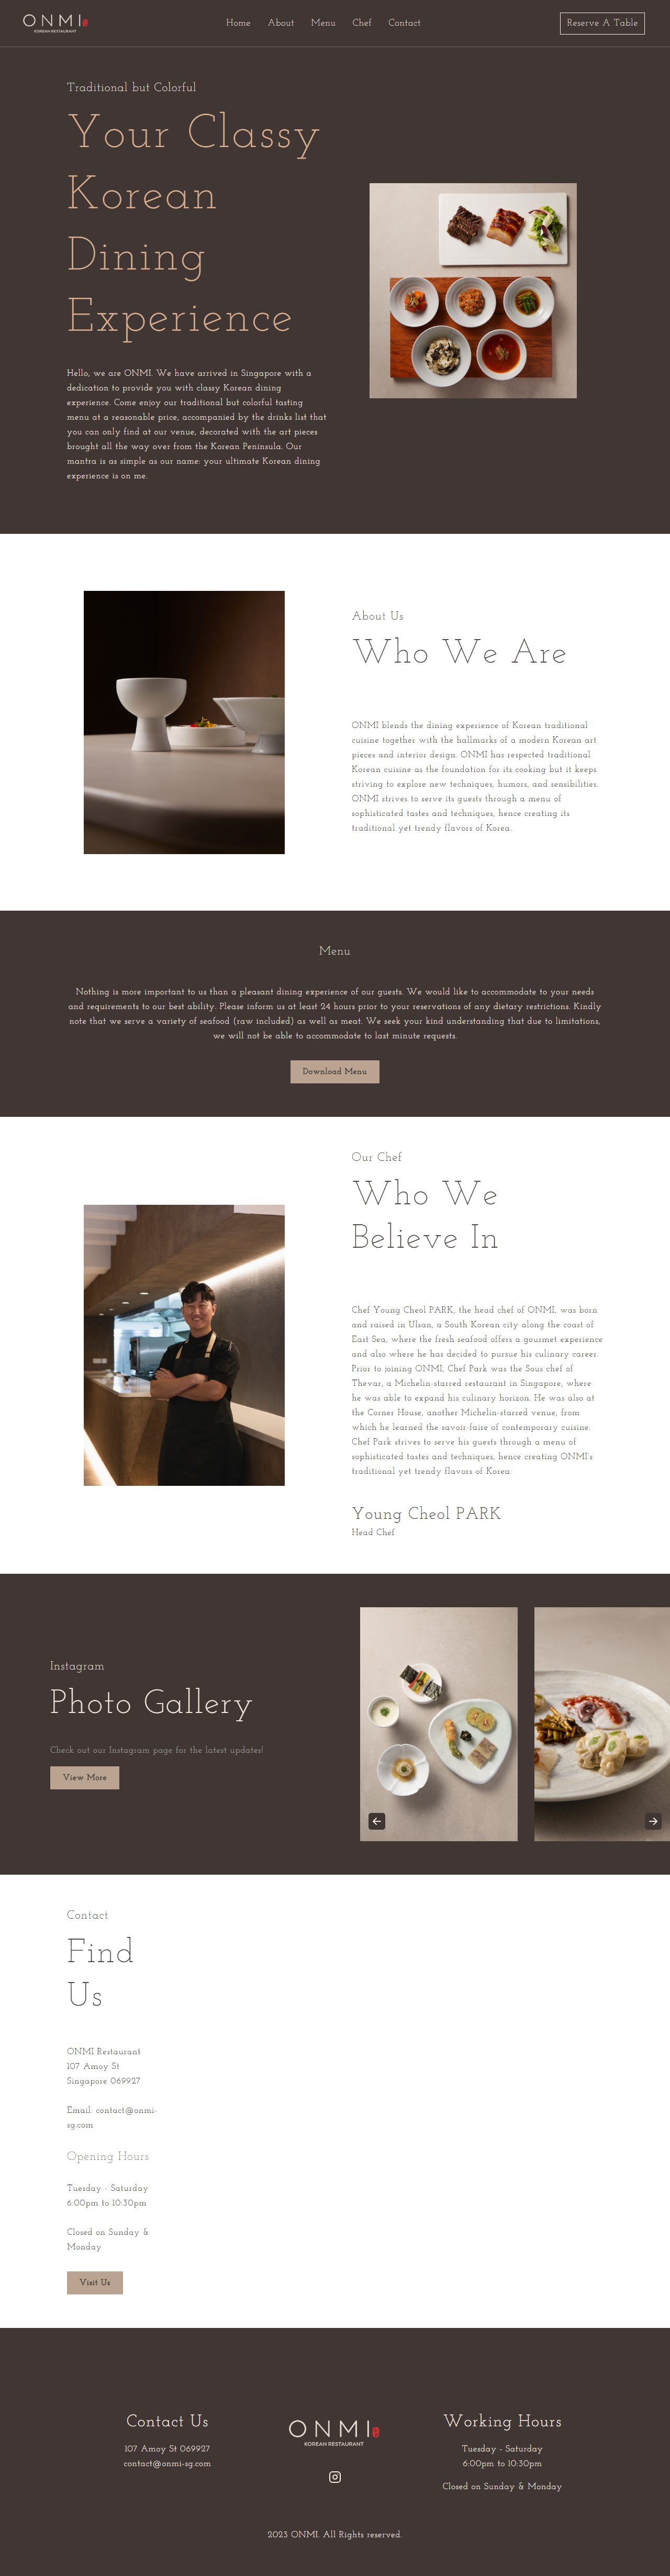 ONMI
KOREAN RESTAURANT
Home
About
Menu
Chef
Contact
Reserve A Table
Traditional but Colorful
Your Classy
Korean
Dining
Experience
Hello, we are ONMI. We have arrived in Singapore with a
dedication to provide you with classy Korean dining
experience. Come enjoy our traditional but colorful tasting
menu at a reasonable price, accompanied by the drinks list that
you can only find at our venue, decorated with the art pieces
brought all the way over from the Korean Peninsula. Our
mantra is as simple as our name: your ultimate Korean dining
experience is on me.
About Us
Who We Are
ONMI blends the dining experience of Korean traditional
cuisine together with the hallmarks of a modern Korean art
pieces and interior design. ONMI has respected traditional
Korean cuisine as the foundation for its cooking but it keeps
striving to explore new techniques, humors, and sensibilities.
ONMI strives to serve its guests through a menu of
sophisticated tastes and techniques, hence creating its
traditional yet trendy flavors of Korea.
Menu
Nothing is more important to us than a pleasant dining experience of our guests. We would like to accommodate to your needs
and requirements to our best ability. Please inform us at least 24 hours prior to your reservations of any dietary restrictions. Kindly
note that we serve a variety of seafood (raw included) as well as meat. We seek your kind understanding that due to limitations,
we will not be able to accommodate to last minute requests.
Download Menu
Our Chef
Who We
Believe In
Chef Young Cheol PARK, the head chef of ONMI, was born
and raised in Ulsan, a South Korean city along the coast of
East Sea, where the fresh seafood offers a gourmet experience
and also where he has decided to pursue his culinary career.
Prior to joining ONMI, Chef Park was the Sous chef of
Thevar, a Michelin-starred restaurant in Singapore, where
he was able to expand his culinary horizon. He was also at
the Corner House, another Michelin-starred venue, from
which he learned the savoir-faire of contemporary cuisine.
Chef Park strives to serve his guests through a menu of
sophisticated tastes and techniques, hence creating ONMI's
traditional yet trendy flavors of Korea.
Young Cheol PARK
Head Chef
Instagram
Photo Gallery
Check out our Instagram page for the latest updates!
View More
Contact
Find
Us
ONMI Restaurant
107 Amoy St
Singapore 069927
Email: contact@onmi-
sg.com
Opening Hours
Tuesday - Saturday
6:00pm to 10:30pm
Closed on Sunday &
Monday
Visit Us
Contact Us
107 Amoy St 069927
contact@onmi-sg.com
ONMI
KOREAN RESTAURANT
Working Hours
Tuesday - Saturday
6:00pm to 10:30pm
Closed on Sunday & Monday
2023 ONMI. All Rights reserved.